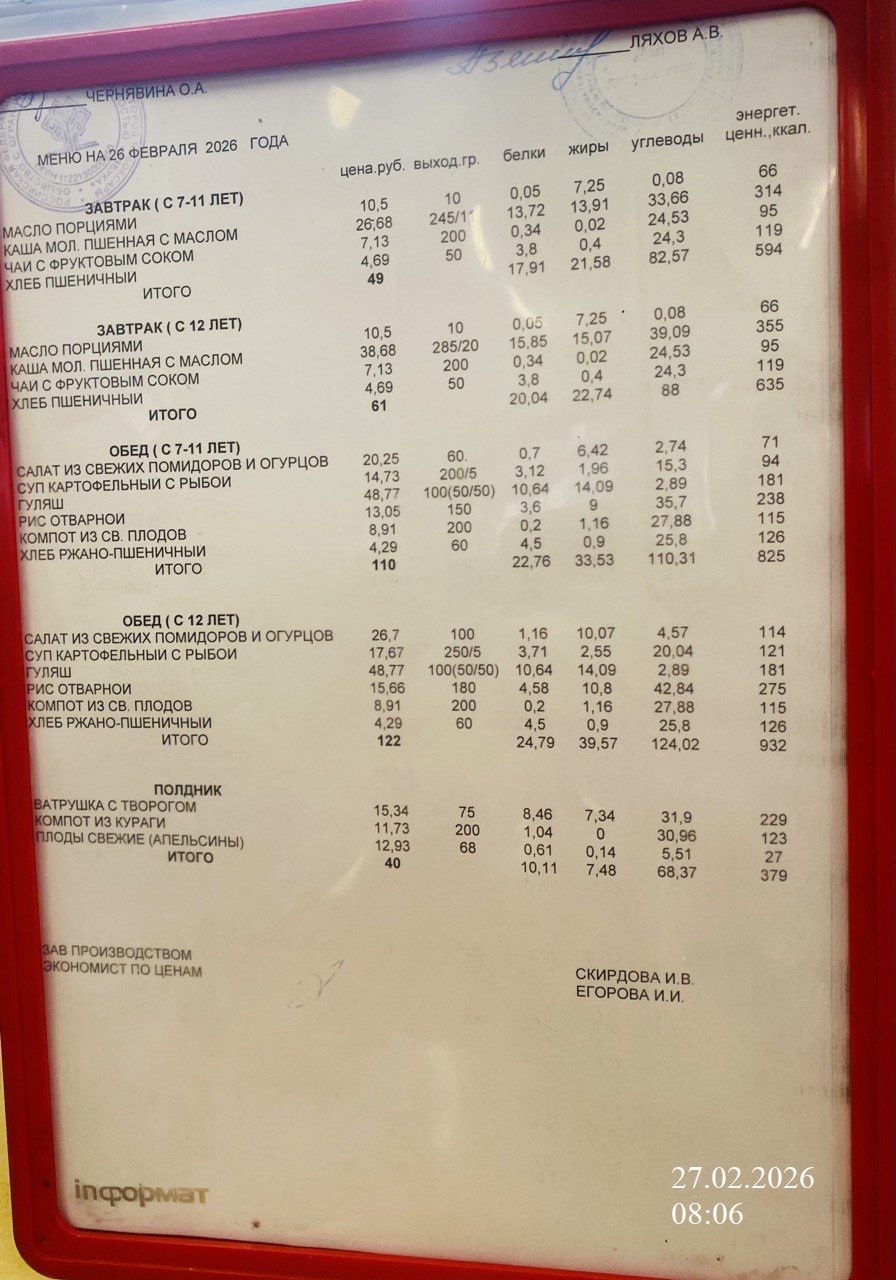 ЛЯХОВ А.В.
ЧЕРНЯВИНА О.А.
МЕНЮ НА 26 ФЕВРАЛЯ 2026 ГОДА
цена.руб. выход.гр. белки жиры углеводы энергет. ценн.,ккал.
ЗАВТРАК ( С 7-11 ЛЕТ)
МАСЛО ПОРЦИЯМИ 10,5 10 0,05 7,25 0,08 66
КАША МОЛ. ПШЕННАЯ С МАСЛОМ 26,68 245/11 13,72 13,91 33,66 314
ЧАЙ С ФРУКТОВЫМ СОКОМ 7,13 200 0,34 0,02 24,53 95
ХЛЕБ ПШЕНИЧНЫЙ 4,69 50 3,8 0,4 24,3 119
ИТОГО 49 17,91 21,58 82,57 594
ЗАВТРАК ( С 12 ЛЕТ)
МАСЛО ПОРЦИЯМИ 10,5 10 0,05 7,25 0,08 66
КАША МОЛ. ПШЕННАЯ С МАСЛОМ 38,68 285/20 15,85 15,07 39,09 355
ЧАЙ С ФРУКТОВЫМ СОКОМ 7,13 200 0,34 0,02 24,53 95
ХЛЕБ ПШЕНИЧНЫЙ 4,69 50 3,8 0,4 24,3 119
ИТОГО 61 20,04 22,74 88 635
ОБЕД ( С 7-11 ЛЕТ)
САЛАТ ИЗ СВЕЖИХ ПОМИДОРОВ И ОГУРЦОВ 20,25 60. 0,7 6,42 2,74 71
СУП КАРТОФЕЛЬНЫЙ С РЫБОЙ 14,73 200/5 3,12 1,96 15,3 94
ГУЛЯШ 48,77 100(50/50) 10,64 14,09 2,89 181
РИС ОТВАРНОЙ 13,05 150 3,6 9 35,7 238
КОМПОТ ИЗ СВ. ПЛОДОВ 8,91 200 0,2 1,16 27,88 115
ХЛЕБ РЖАНО-ПШЕНИЧНЫЙ 4,29 60 4,5 0,9 25,8 126
ИТОГО 110 22,76 33,53 110,31 825
ОБЕД ( С 12 ЛЕТ)
САЛАТ ИЗ СВЕЖИХ ПОМИДОРОВ И ОГУРЦОВ 26,7 100 1,16 10,07 4,57 114
СУП КАРТОФЕЛЬНЫЙ С РЫБОЙ 17,67 250/5 3,71 2,55 20,04 121
ГУЛЯШ 48,77 100(50/50) 10,64 14,09 2,89 181
РИС ОТВАРНОЙ 15,66 180 4,58 10,8 42,84 275
КОМПОТ ИЗ СВ. ПЛОДОВ 8,91 200 0,2 1,16 27,88 115
ХЛЕБ РЖАНО-ПШЕНИЧНЫЙ 4,29 60 4,5 0,9 25,8 126
ИТОГО 122 24,79 39,57 124,02 932
ПОЛДНИК
ВАТРУШКА С ТВОРОГОМ 15,34 75 8,46 7,34 31,9 229
КОМПОТ ИЗ КУРАГИ 11,73 200 1,04 0 30,96 123
ПЛОДЫ СВЕЖИЕ (АПЕЛЬСИНЫ) 12,93 68 0,61 0,14 5,51 27
ИТОГО 40 10,11 7,48 68,37 379
ЗАВ ПРОИЗВОДСТВОМ СКИРДОВА И.В.
ЭКОНОМИСТ ПО ЦЕНАМ ЕГОРОВА И.И.
inформат
27.02.2026
08:06